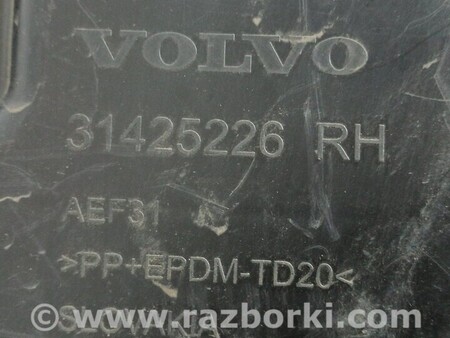 VOLVO
31425226 RH
AEF31
>PP+EPDM-TD20<
© www.razborki.com